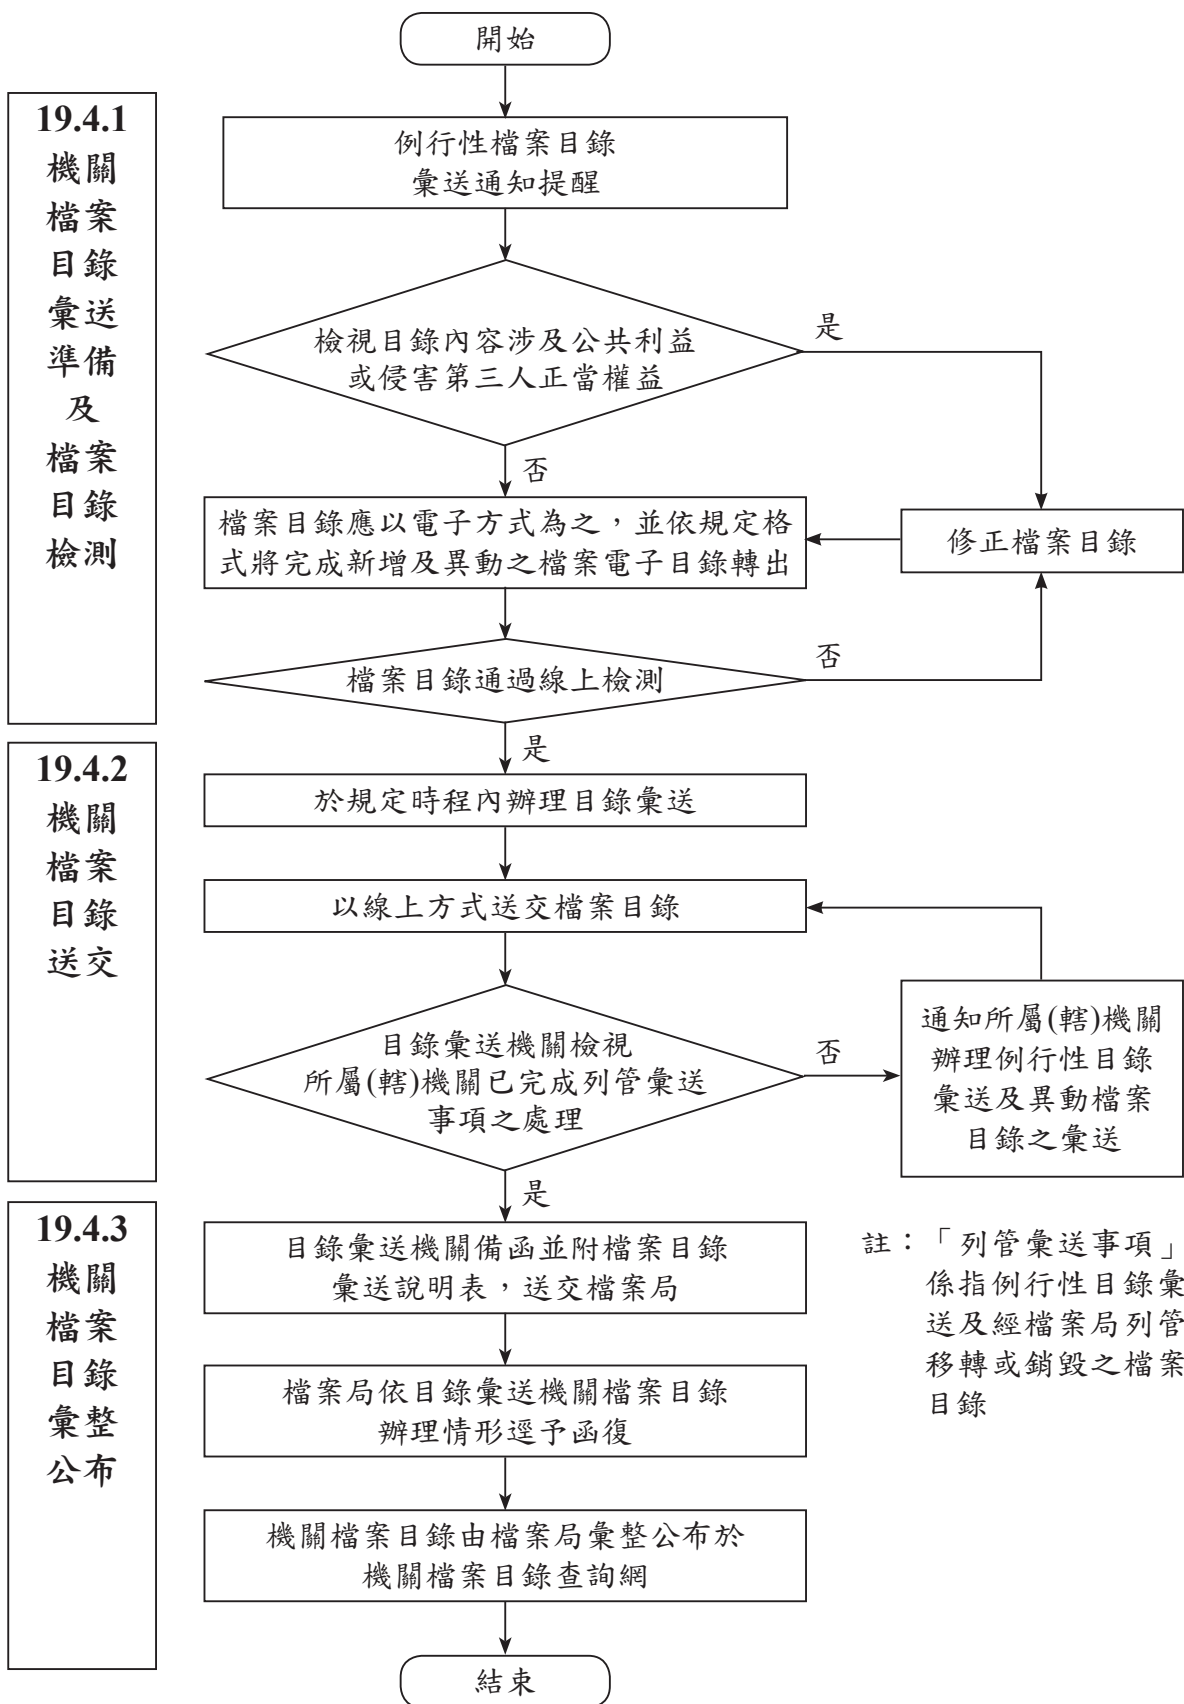 開始
19.4.1
機關
檔案
目錄
彙送
準備
及
檔案
目錄
檢測
例行性檔案目錄
彙送通知提醒
檢視目錄內容涉及公共利益
或侵害第三人正當權益
是
否
檔案目錄應以電子方式為之，並依規定格
式將完成新增及異動之檔案電子目錄轉出
修正檔案目錄
檔案目錄通過線上檢測
否
是
19.4.2
機關
檔案
目錄
送交
於規定時程內辦理目錄彙送
以線上方式送交檔案目錄
目錄彙送機關檢視
所屬(轄)機關已完成列管彙送
事項之處理
否
通知所屬(轄)機關
辦理例行性目錄
彙送及異動檔案
目錄之彙送
是
19.4.3
機關
檔案
目錄
彙整
公布
目錄彙送機關備函並附檔案目錄
彙送說明表，送交檔案局
註：「列管彙送事項」
係指例行性目錄彙
送及經檔案局列管
移轉或銷毀之檔案
目錄
檔案局依目錄彙送機關檔案目錄
辦理情形逕予函復
機關檔案目錄由檔案局彙整公布於
機關檔案目錄查詢網
結束